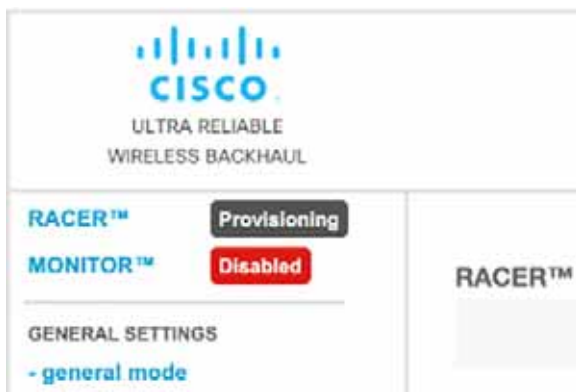 CISCO
ULTRA RELIABLE
WIRELESS BACKHAUL
RACER™ Provisioning
MONITOR™ Disabled
GENERAL SETTINGS
- general mode
RACER™